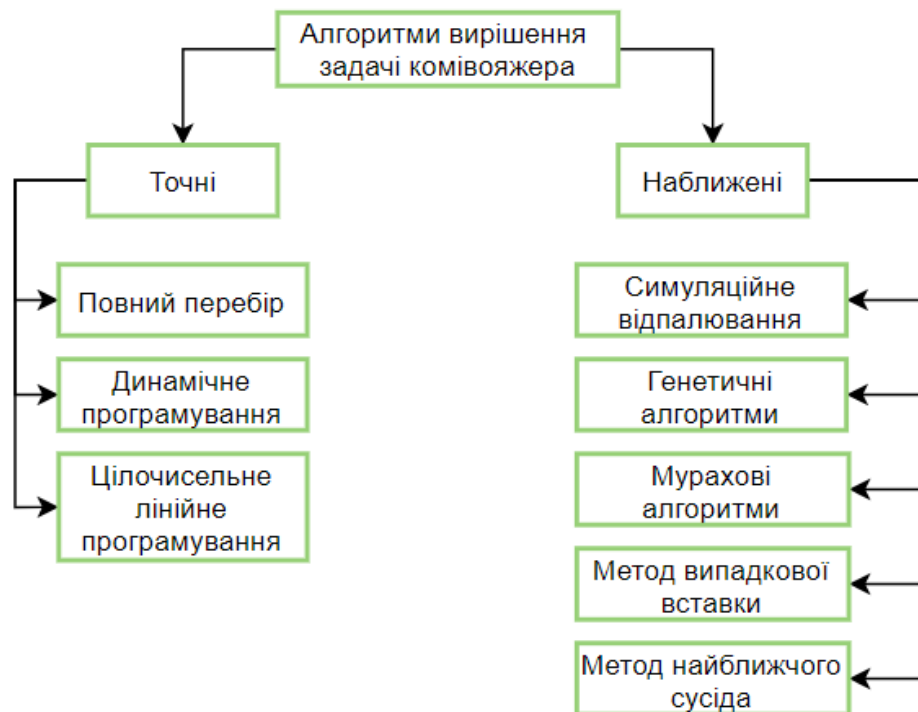 Алгоритми вирішення
задачі комівояжера
Точні
Наближені
Повний перебір
Динамічне
програмування
Цілочисельне
лінійне
програмування
Симуляційне
відпалювання
Генетичні
алгоритми
Мурахові
алгоритми
Метод випадкової
вставки
Метод найближчого
сусіда